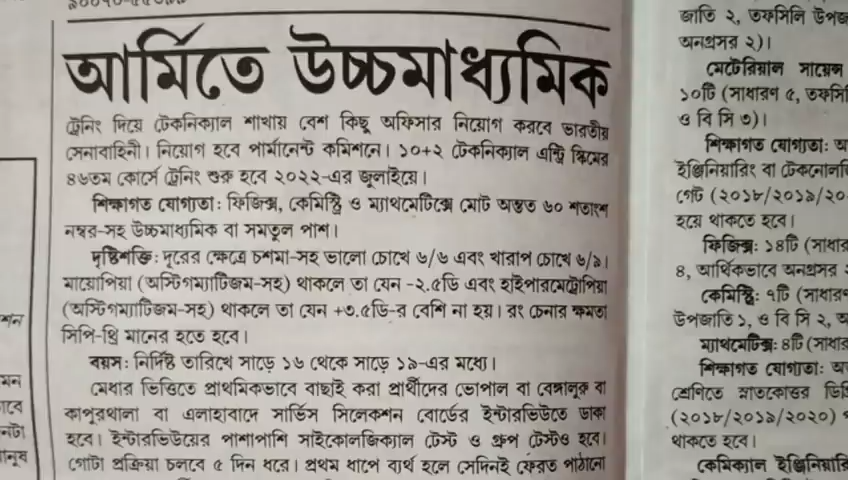 আর্মিতে উচ্চমাধ্যমিক
ট্রেনিং দিয়ে টেকনিক্যাল শাখায় বেশ কিছু অফিসার নিয়োগ করবে ভারতীয়
সেনাবাহিনী। নিয়োগ হবে পার্মানেন্ট কমিশনে। ১০+২ টেকনিক্যাল এন্ট্রি স্কিমের
৪৬তম কোর্সে ট্রেনিং শুরু হবে ২০২২-এর জুলাইয়ে।
শিক্ষাগত যোগ্যতা: ফিজিক্স, কেমিস্ট্রি ও ম্যাথমেটিক্সে মোট অন্তত ৬০ শতাংশ
নম্বর-সহ উচ্চমাধ্যমিক বা সমতুল পাশ।
দৃষ্টিশক্তি: দূরের ক্ষেত্রে চশমা-সহ ভালো চোখে ৬/৬ এবং খারাপ চোখে ৬/৯।
মায়োপিয়া (অস্টিগম্যাটিজম-সহ) থাকলে তা যেন -২.৫ডি এবং হাইপারমেট্রোপিয়া
(অস্টিগম্যাটিজম-সহ) থাকলে তা যেন +৩.৫ডি-র বেশি না হয়। রং চেনার ক্ষমতা
সিপি-থ্রি মানের হতে হবে।
বয়স: নির্দিষ্ট তারিখে সাড়ে ১৬ থেকে সাড়ে ১৯-এর মধ্যে।
মেধার ভিত্তিতে প্রাথমিকভাবে বাছাই করা প্রার্থীদের ভোপাল বা বেঙ্গালুরু বা
কাপুরথালা বা এলাহাবাদে সার্ভিস সিলেকশন বোর্ডের ইন্টারভিউতে ডাকা
হবে। ইন্টারভিউয়ের পাশাপাশি সাইকোলজিক্যাল টেস্ট ও গ্রুপ টেস্টও হবে।
গোটা প্রক্রিয়া চলবে ৫ দিন ধরে। প্রথম ধাপে ব্যর্থ হলে সেদিনই ফেরত পাঠানো
জাতি ২, তফসিলি উপজা
অনগ্রসর ২)।
মেটেরিয়াল সায়েন্স
১০টি (সাধারণ ৫, তফসি
ও বি সি ৩)।
শিক্ষাগত যোগ্যতা: অ
ইঞ্জিনিয়ারিং বা টেকনোলজি
গেট (২০১৮/২০১৯/২০
হয়ে থাকতে হবে।
ফিজিক্স: ১৪টি (সাধার
৪, আর্থিকভাবে অনগ্রসর
কেমিস্ট্রি: ৭টি (সাধারণ
উপজাতি ১, ও বি সি ২, অ
ম্যাথমেটিক্স: ৪টি (সাধার
শিক্ষাগত যোগ্যতা: অ
শ্রেণিতে স্নাতকোত্তর ডিগ্রি
(২০১৮/২০১৯/২০২০)
থাকতে হবে।
কেমিক্যাল ইঞ্জিনিয়ারি